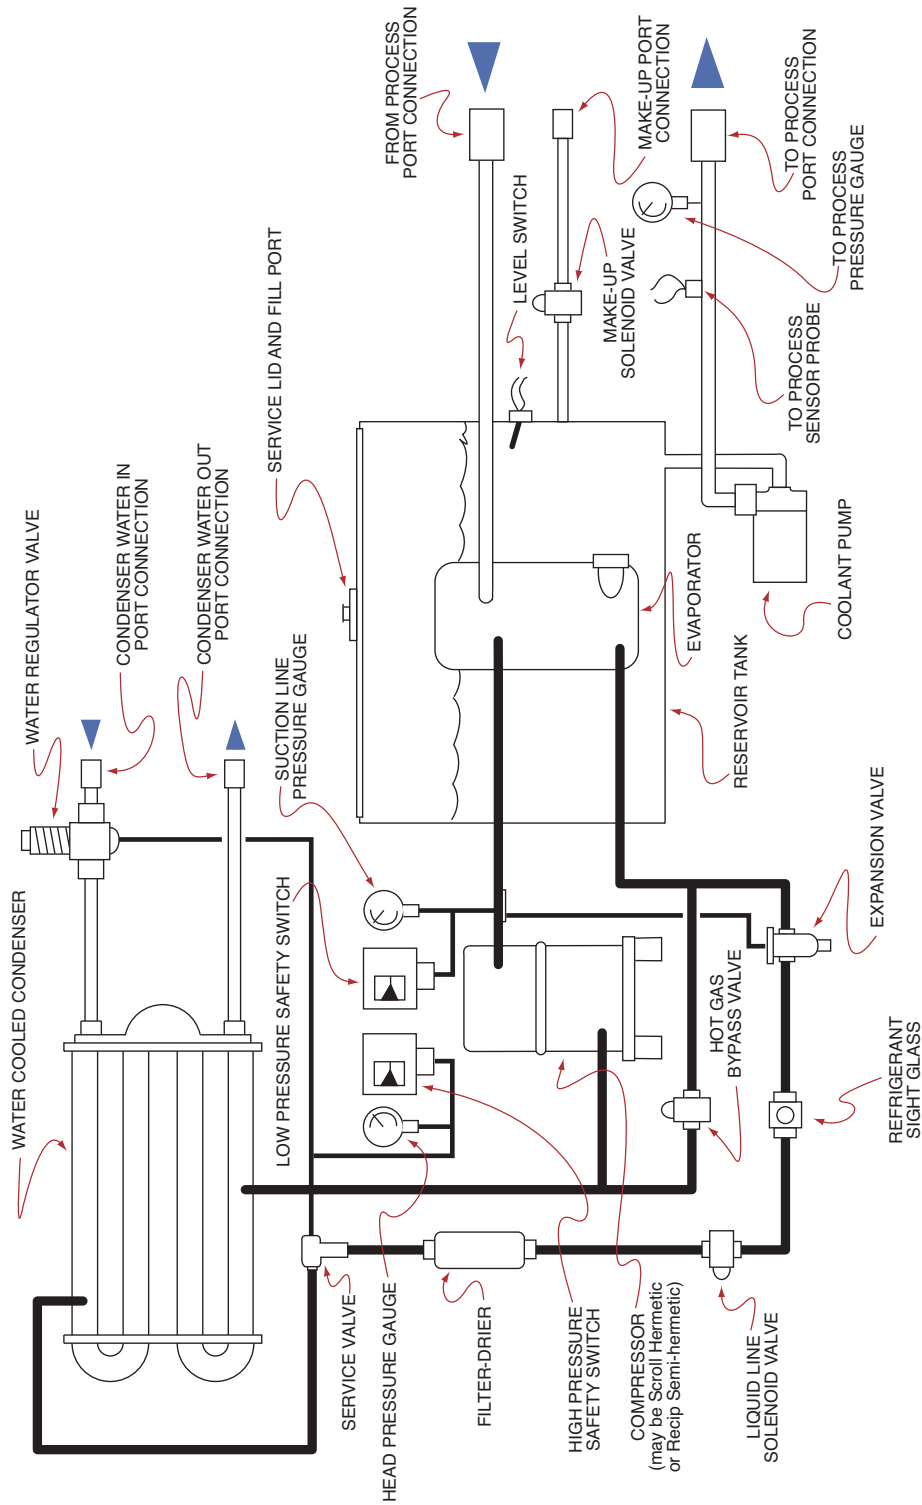 WATER REGULATOR VALVE
CONDENSER WATER IN
PORT CONNECTION
CONDENSER WATER OUT
PORT CONNECTION
WATER COOLED CONDENSER
SERVICE LID AND FILL PORT
SUCTION LINE
PRESSURE GAUGE
LOW PRESSURE SAFETY SWITCH
FROM PROCESS
PORT CONNECTION
LEVEL SWITCH
MAKE-UP
SOLENOID VALVE
MAKE-UP PORT
CONNECTION
TO PROCESS
PORT CONNECTION
TO PROCESS
PRESSURE GAUGE
TO PROCESS
SENSOR PROBE
COOLANT PUMP
EVAPORATOR
RESERVOIR TANK
EXPANSION VALVE
HOT GAS
BYPASS VALVE
REFRIGERANT
SIGHT GLASS
SERVICE VALVE
HEAD PRESSURE GAUGE
FILTER-DRIER
HIGH PRESSURE
SAFETY SWITCH
COMPRESSOR
(may be Scroll Hermetic
or Recip Semi-hermetic)
LIQUID LINE
SOLENOID VALVE